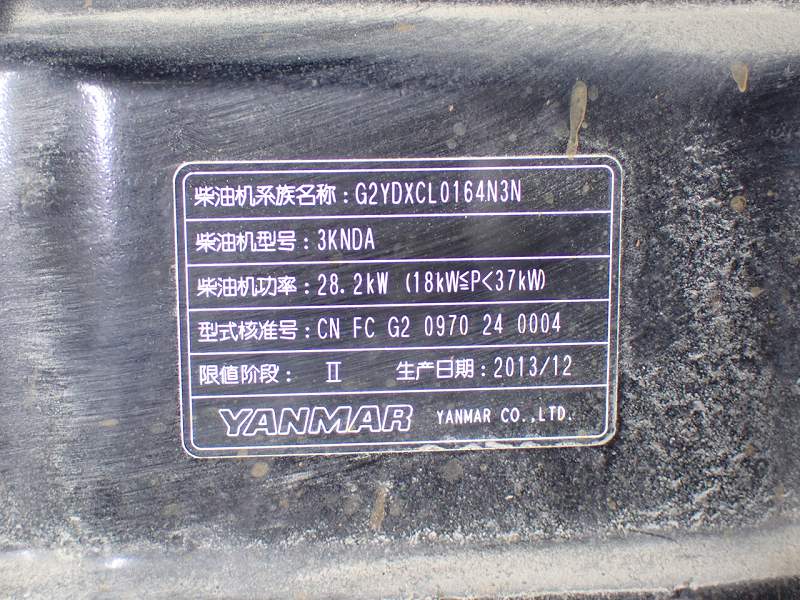 柴油机系族名称：G2YDXCL0164N3N
柴油机型号：3KNDA
柴油机功率：28.2kW (18kW≦P<37kW)
型式核准号：CN FC G2 0970 24 0004
限值阶段： Ⅱ 生产日期：2013/12
YANMAR YANMAR CO.,LTD.